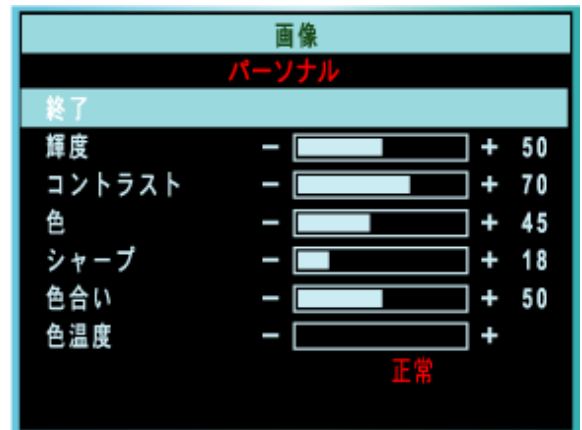 画像
パーソナル
終了
輝度 - + 50
コントラスト - + 70
色 - + 45
シャープ - + 18
色合い - + 50
色温度 - +
正常